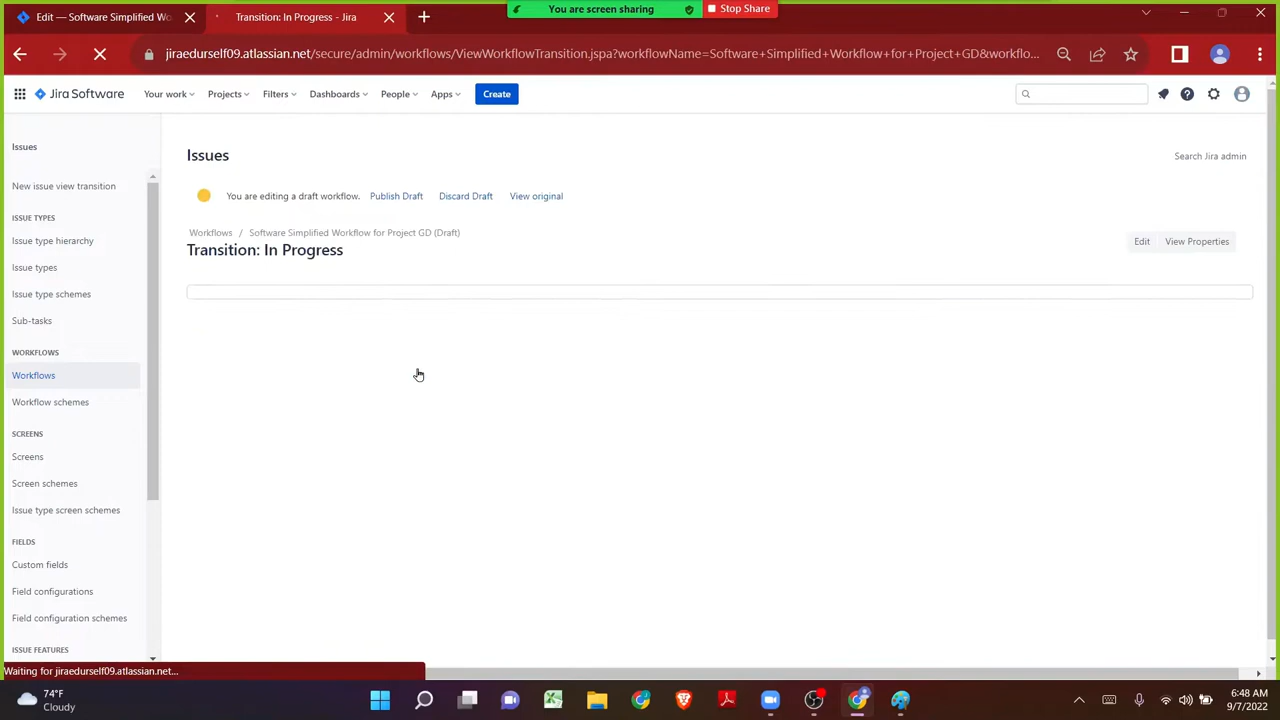 You are screen sharing
Stop Share
Edit — Software Simplified Wo
Transition: In Progress - Jira
jiraedurself09.atlassian.net/secure/admin/workflows/ViewWorkflowTransition.jspa?workflowName=Software+Simplified+Workflow+for+Project+GD&workflo...
Jira Software
Your work
Projects
Filters
Dashboards
People
Apps
Create
Issues
New issue view transition
ISSUE TYPES
Issue type hierarchy
Issue types
Issue type schemes
Sub-tasks
WORKFLOWS
Workflows
Workflow schemes
SCREENS
Screens
Screen schemes
Issue type screen schemes
FIELDS
Custom fields
Field configurations
Field configuration schemes
ISSUE FEATURES
Issues
Search Jira admin
You are editing a draft workflow. Publish Draft Discard Draft View original
Workflows / Software Simplified Workflow for Project GD (Draft)
Transition: In Progress
Edit View Properties
Waiting for jiraedurself09.atlassian.net...
74°F
Cloudy
6:48 AM
9/7/2022